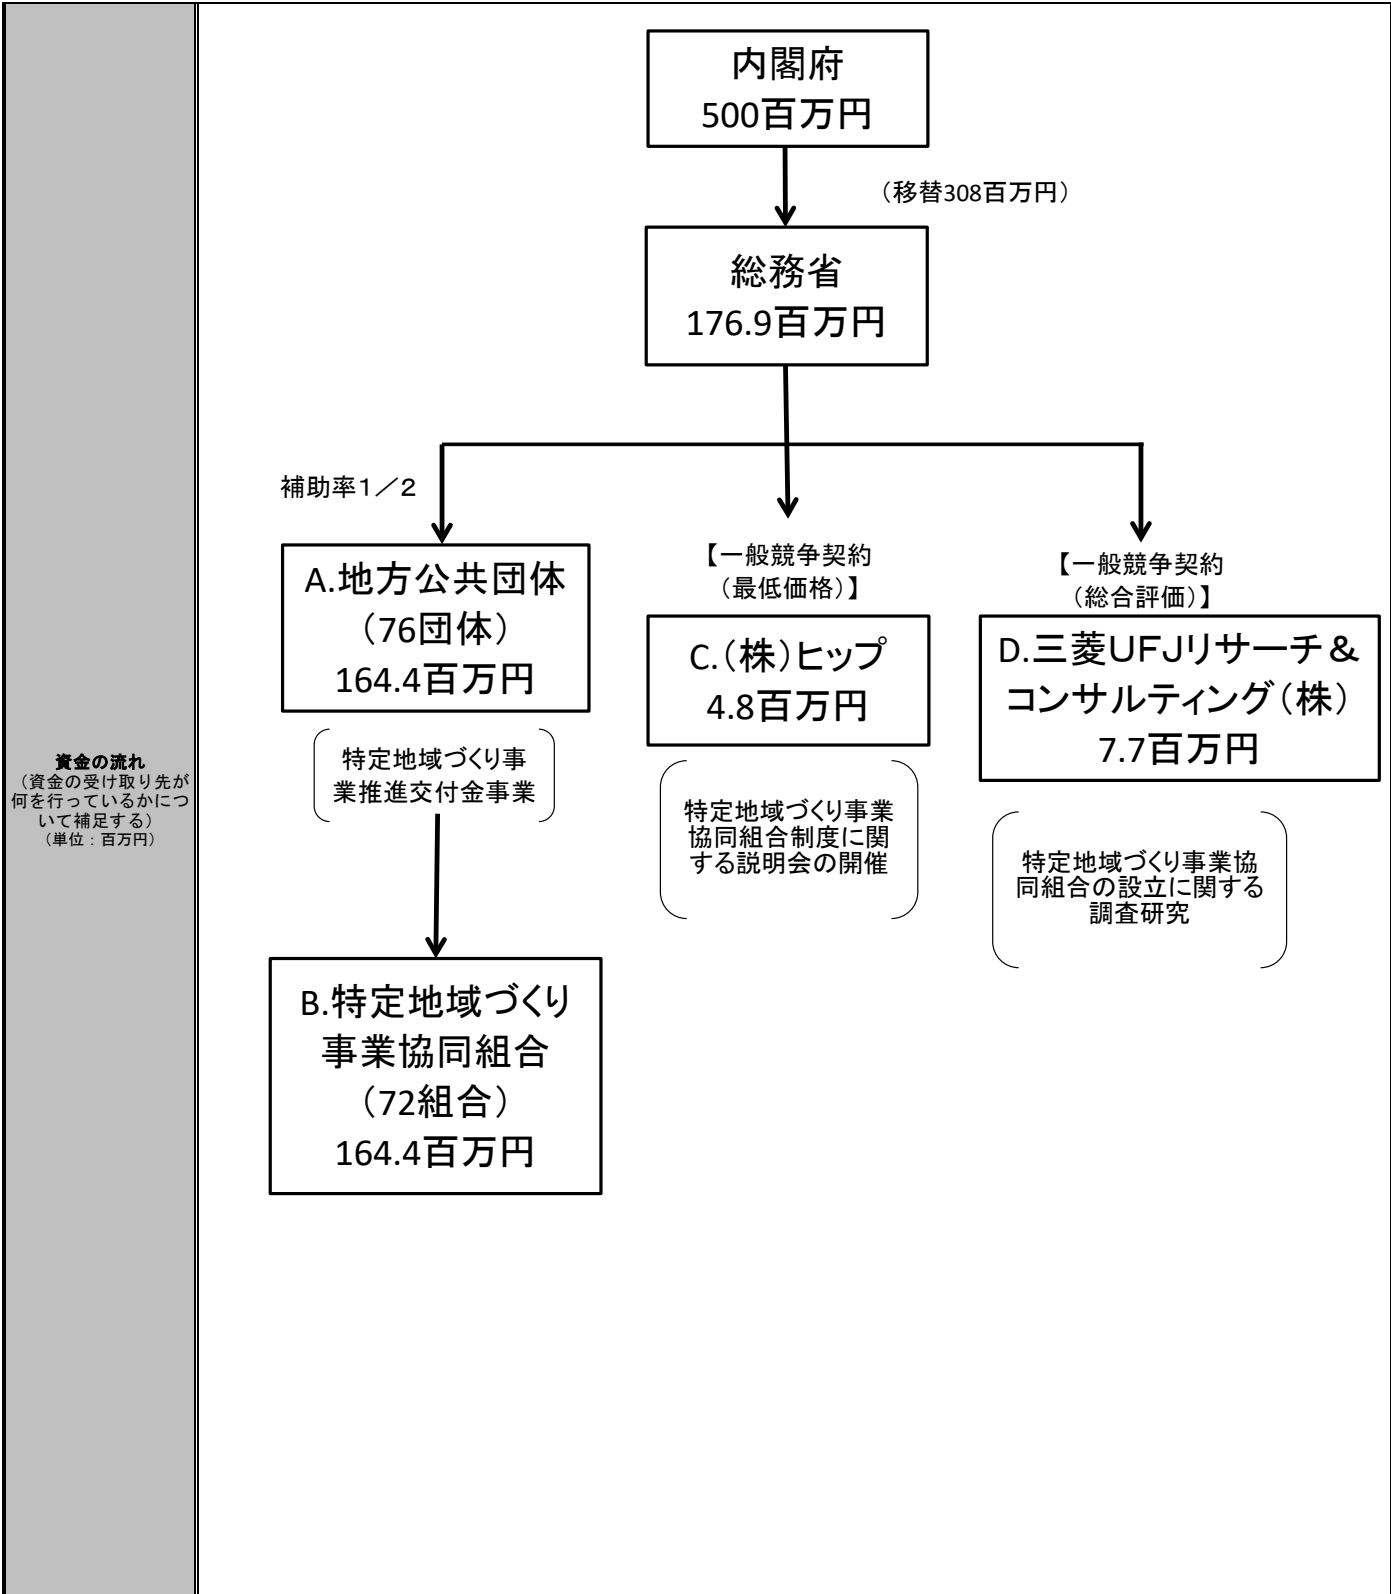 内閣府
500百万円
（移替308百万円）
総務省
176.9百万円
補助率１／２
A.地方公共団体
（76団体）
164.4百万円
特定地域づくり事
業推進交付金事業
B.特定地域づくり
事業協同組合
（72組合）
164.4百万円
【一般競争契約
（最低価格）】
C.（株）ヒップ
4.8百万円
特定地域づくり事業
協同組合制度に関
する説明会の開催
【一般競争契約
（総合評価）】
D.三菱ＵＦＪリサーチ＆
コンサルティング（株）
7.7百万円
特定地域づくり事業協
同組合の設立に関する
調査研究
資金の流れ
（資金の受け取り先が
何を行っているかにつ
いて補足する）
（単位：百万円）